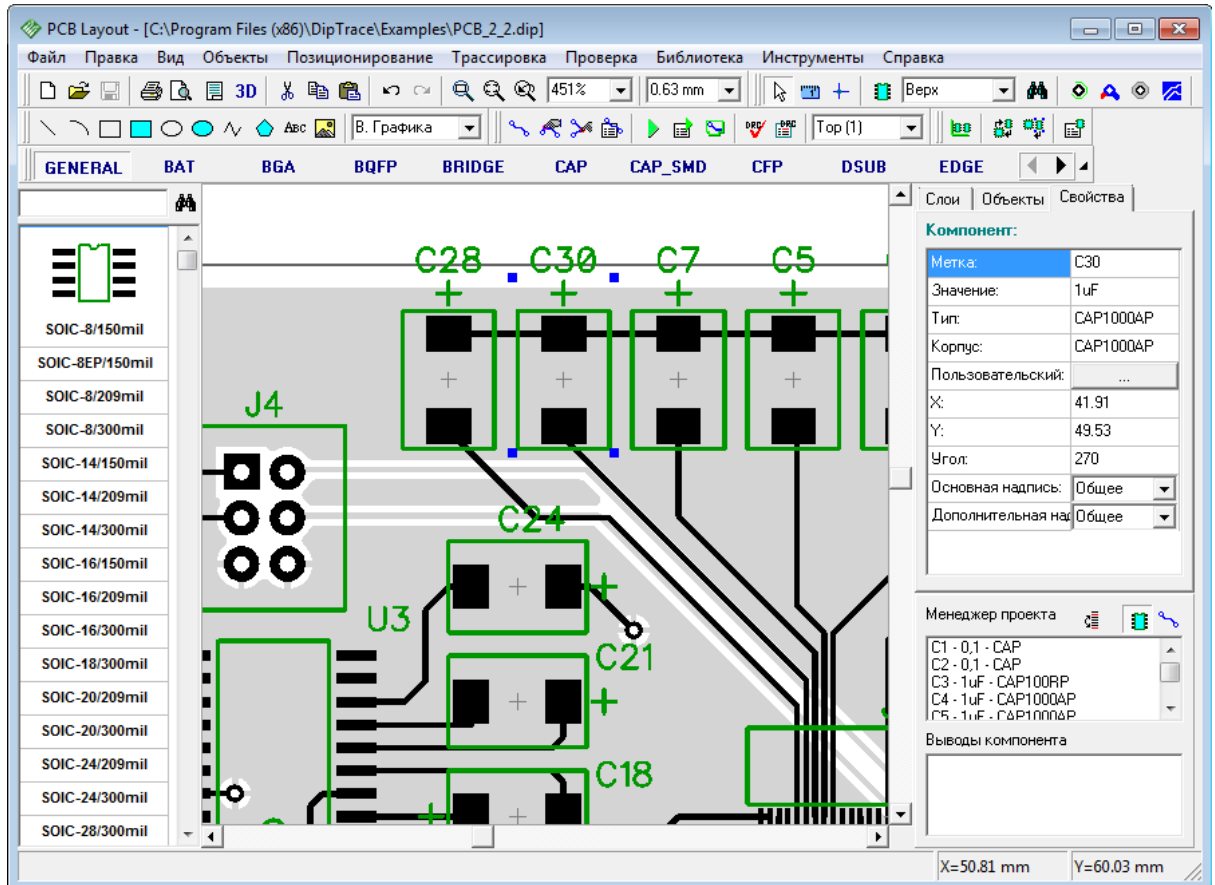 PCB Layout - [C:\Program Files (x86)\DipTrace\Examples\PCB_2_2.dip]
Файл Правка Вид Объекты Позиционирование Трассировка Проверка Библиотека Инструменты Справка
3D 451% 0.63 mm Верх
Abc В. Графика DRC DRC Top (1)
GENERAL BAT BGA BQFP BRIDGE CAP CAP_SMD CFP DSUB EDGE
SOIC-8/150mil
SOIC-8EP/150mil
SOIC-8/209mil
SOIC-8/300mil
SOIC-14/150mil
SOIC-14/209mil
SOIC-14/300mil
SOIC-16/150mil
SOIC-16/209mil
SOIC-16/300mil
SOIC-18/300mil
SOIC-20/209mil
SOIC-20/300mil
SOIC-24/209mil
SOIC-24/300mil
SOIC-28/300mil
C28 C30 C7 C5
J4
C24
U3
C21
C18
Слои Объекты Свойства
Компонент:
Метка: C30
Значение: 1uF
Тип: CAP1000AP
Корпус: CAP1000AP
Пользовательский: ...
X: 41.91
Y: 49.53
Угол: 270
Основная надпись: Общее
Дополнительная над Общее
Менеджер проекта
C1 - 0,1 - CAP
C2 - 0,1 - CAP
C3 - 1uF - CAP100RP
C4 - 1uF - CAP1000AP
C5 - 1uF - CAP1000AP
Выводы компонента
X=50.81 mm Y=60.03 mm